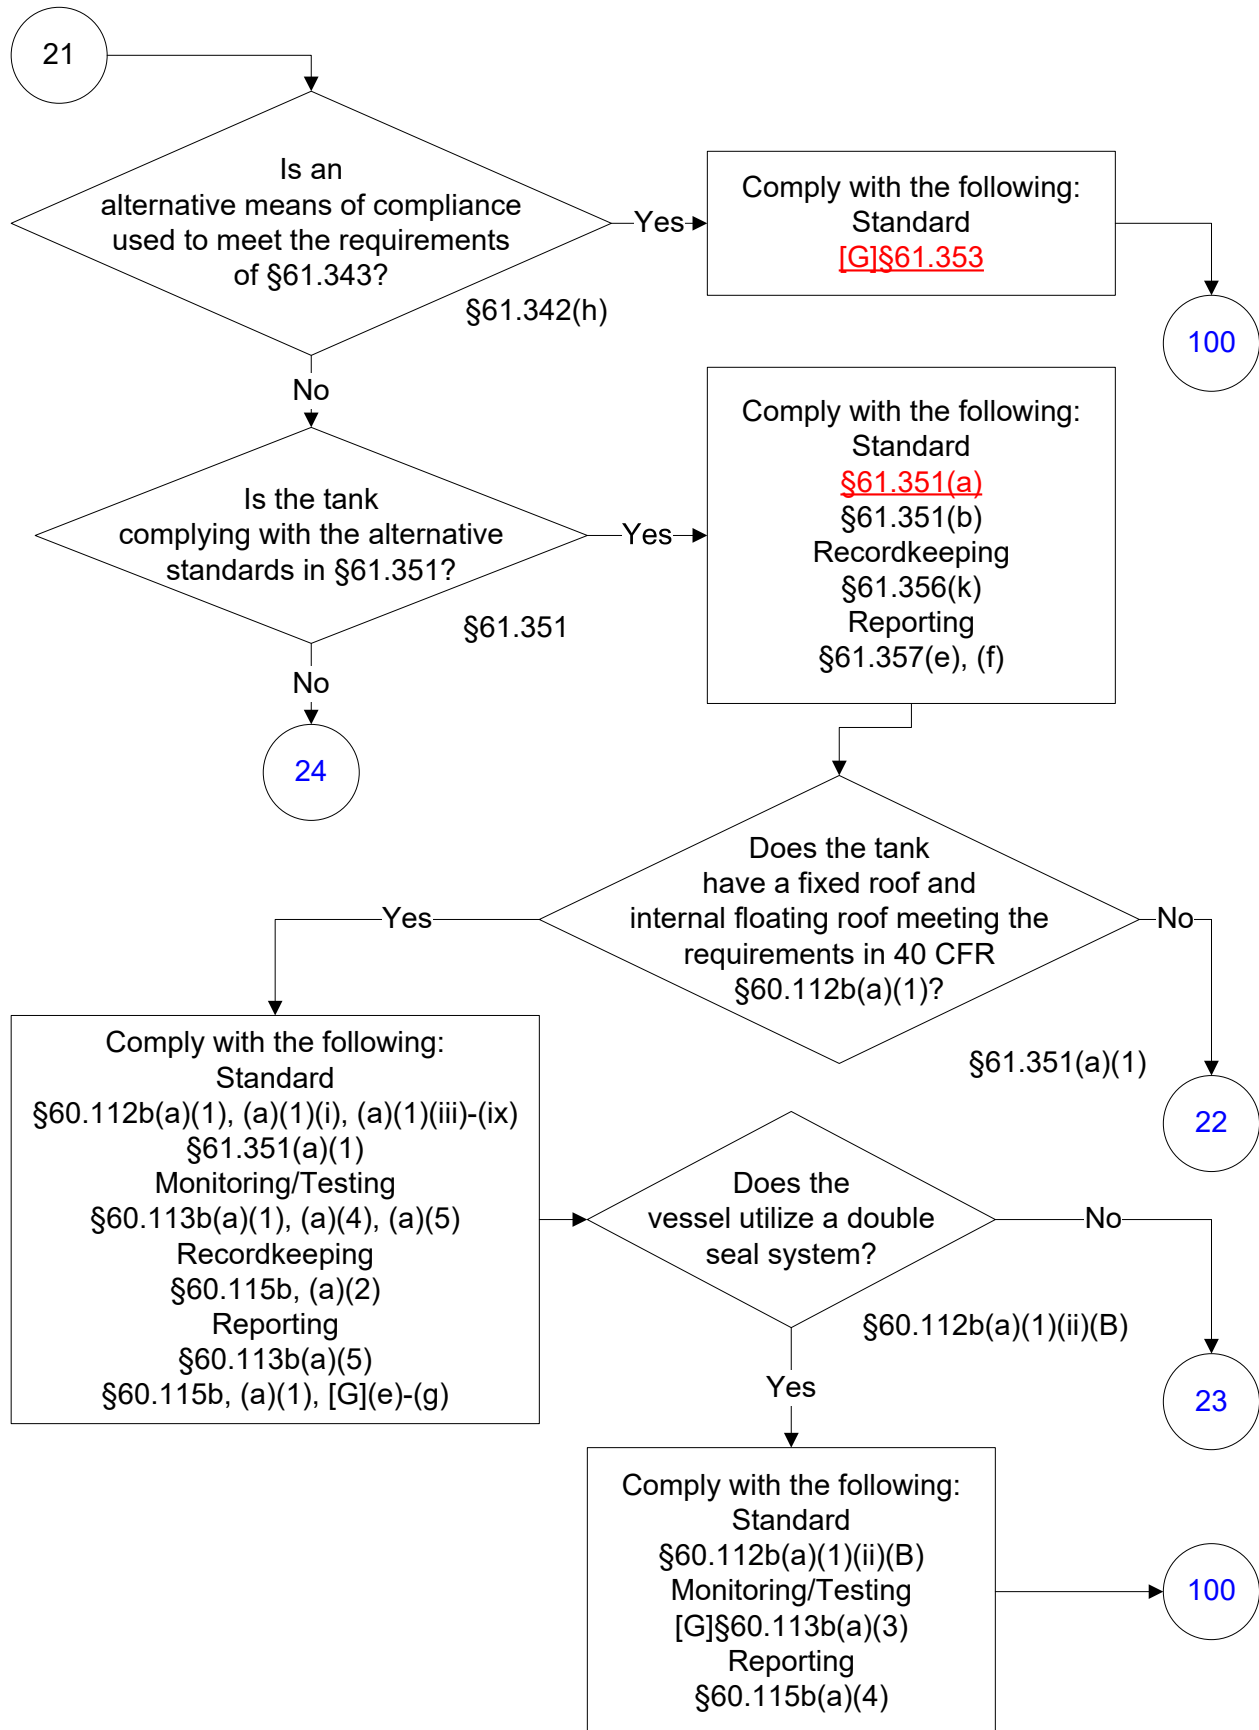 21
Is an
alternative means of compliance
used to meet the requirements
of §61.343?
§61.342(h)
Yes
Comply with the following:
Standard
[G]§61.353
100
No
Is the tank
complying with the alternative
standards in §61.351?
§61.351
Yes
Comply with the following:
Standard
§61.351(a)
§61.351(b)
Recordkeeping
§61.356(k)
Reporting
§61.357(e), (f)
No
24
Does the tank
have a fixed roof and
internal floating roof meeting the
requirements in 40 CFR
§60.112b(a)(1)?
§61.351(a)(1)
Yes
No
22
Comply with the following:
Standard
§60.112b(a)(1), (a)(1)(i), (a)(1)(iii)-(ix)
§61.351(a)(1)
Monitoring/Testing
§60.113b(a)(1), (a)(4), (a)(5)
Recordkeeping
§60.115b, (a)(2)
Reporting
§60.113b(a)(5)
§60.115b, (a)(1), [G](e)-(g)
Does the
vessel utilize a double
seal system?
§60.112b(a)(1)(ii)(B)
No
23
Yes
Comply with the following:
Standard
§60.112b(a)(1)(ii)(B)
Monitoring/Testing
[G]§60.113b(a)(3)
Reporting
§60.115b(a)(4)
100